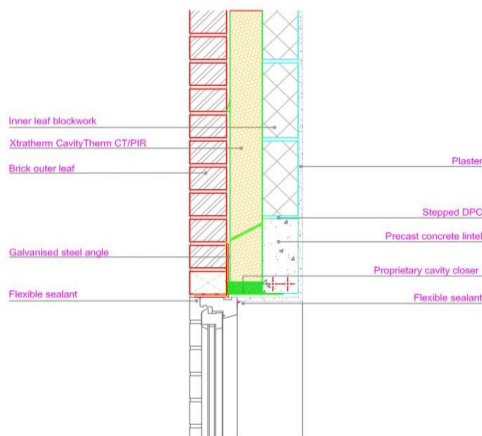 Inner leaf blockwork
Xtratherm CavityTherm CT/PIR
Plaster
Brick outer leaf
Stepped DPC
Precast concrete lintel
Galvanised steel angle
Proprietary cavity closer
Flexible sealant
Flexible sealant